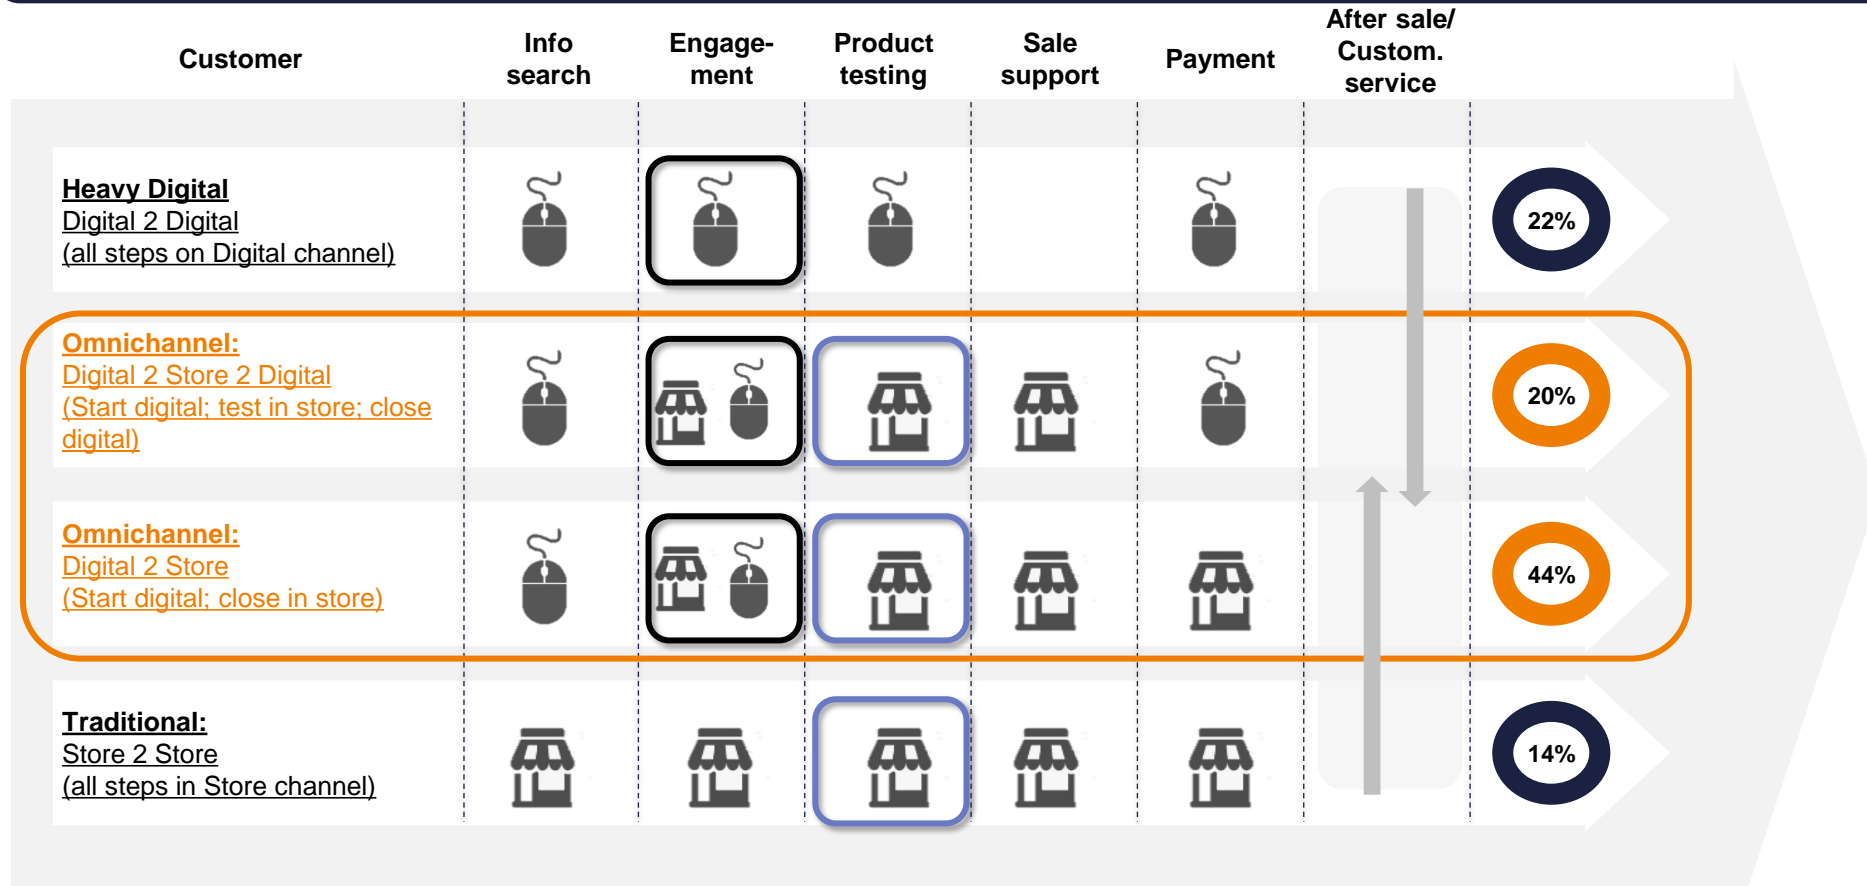 Customer
Info
search
Engage-
ment
Product
testing
Sale
support
Payment
After sale/
Custom.
service
Heavy Digital
Digital 2 Digital
(all steps on Digital channel)
22%
Omnichannel:
Digital 2 Store 2 Digital
(Start digital; test in store; close
digital)
20%
Omnichannel:
Digital 2 Store
(Start digital; close in store)
44%
Traditional:
Store 2 Store
(all steps in Store channel)
14%